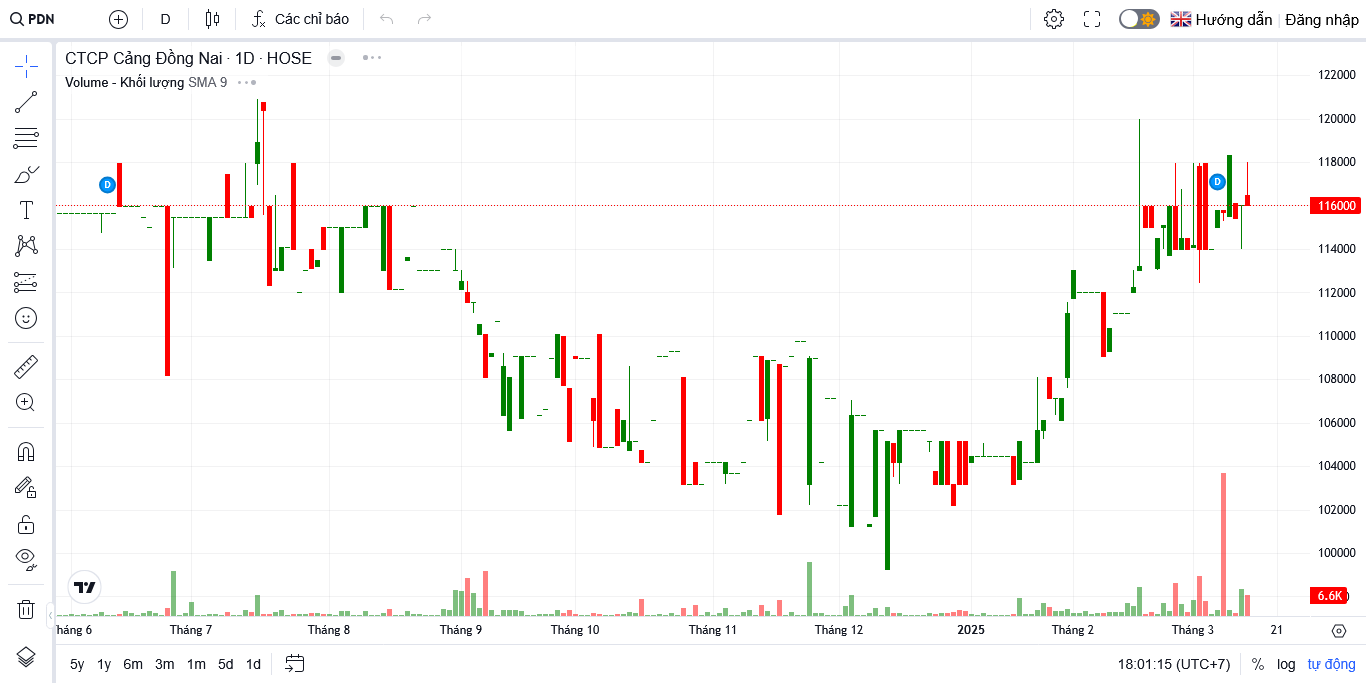 PDN D Các chỉ báo Hướng dẫn Đăng nhập
CTCP Cảng Đồng Nai · 1D · HOSE
Volume - Khối lượng SMA 9
D
D
122000
120000
118000
116000
114000
112000
110000
108000
106000
104000
102000
100000
6.6K
háng 6 Tháng 7 Tháng 8 Tháng 9 Tháng 10 Tháng 11 Tháng 12 2025 Tháng 2 Tháng 3 21
5y 1y 6m 3m 1m 5d 1d 18:01:15 (UTC+7) % log tự động